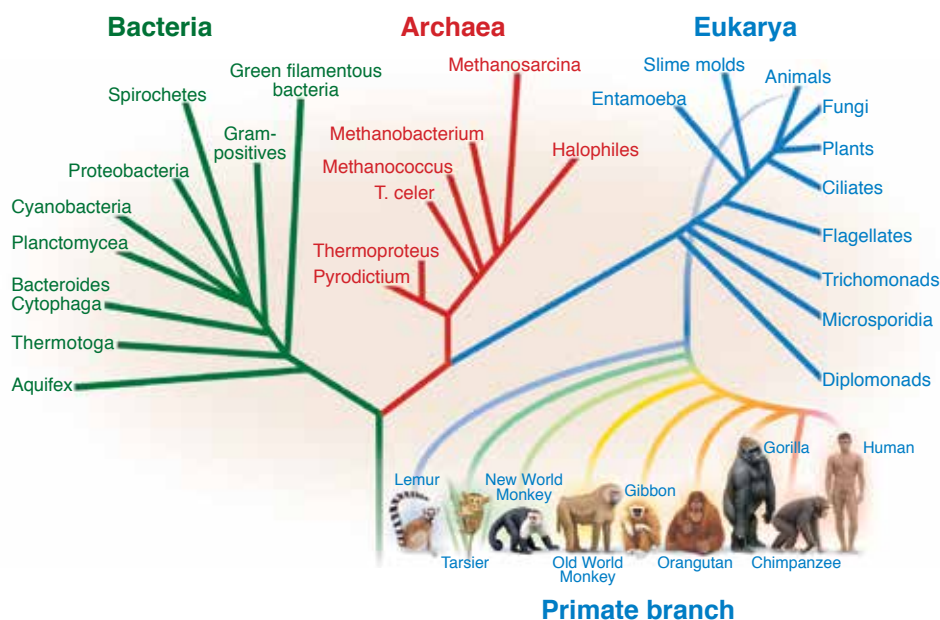 Bacteria
Archaea
Eukarya
Green filamentous
bacteria
Spirochetes
Gram-
positives
Proteobacteria
Cyanobacteria
Planctomycea
Bacteroides
Cytophaga
Thermotoga
Aquifex
Methanosarcina
Methanobacterium
Halophiles
Methanococcus
T. celer
Thermoproteus
Pyrodictium
Slime molds
Animals
Entamoeba
Fungi
Plants
Ciliates
Flagellates
Trichomonads
Microsporidia
Diplomonads
Lemur
Tarsier
New World
Monkey
Old World
Monkey
Gibbon
Orangutan
Gorilla
Chimpanzee
Human
Primate branch